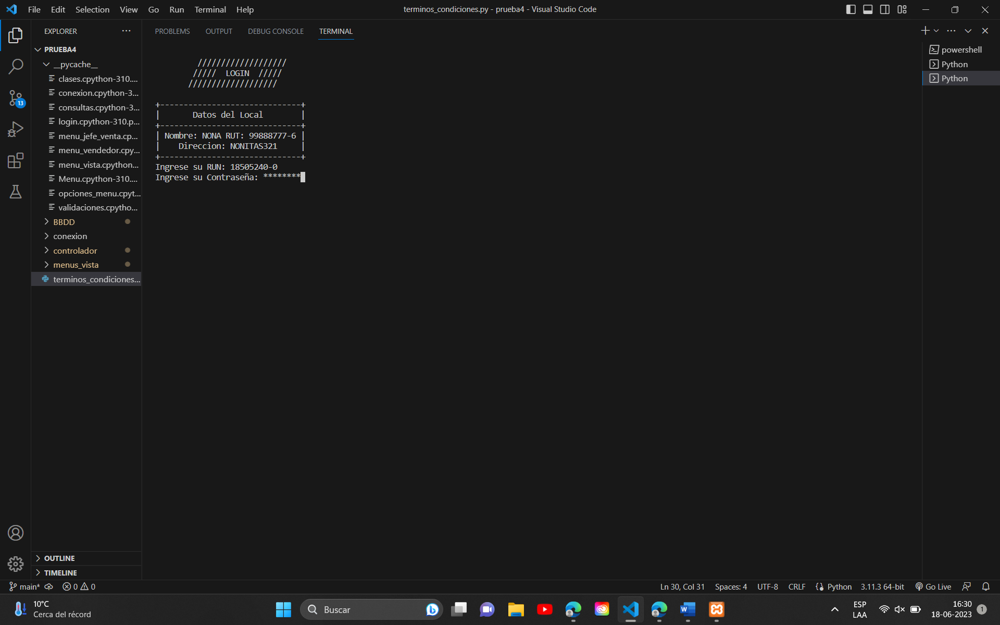 File Edit Selection View Go Run Terminal Help
terminos_condiciones.py - prueba4 - Visual Studio Code
EXPLORER
PROBLEMS OUTPUT DEBUG CONSOLE TERMINAL
PRUEBA4
__pycache__
clases.cpython-310....
conexion.cpython-3...
consultas.cpython-3...
login.cpython-310.p...
menu_jefe_venta.cp...
menu_vendedor.cpy...
menu_vista.cpython...
Menu.cpython-310....
opciones_menu.cpyt...
validaciones.cpytho...
BBDD
conexion
controlador
menus_vista
terminos_condiciones...
OUTLINE
TIMELINE
///////////////////
///// LOGIN /////
///////////////////
+------------------------------+
| Datos del Local |
+------------------------------+
| Nombre: NONA RUT: 99888777-6 |
| Direccion: NONITAS321 |
+------------------------------+
Ingrese su RUN: 18505240-0
Ingrese su Contraseña: ********
powershell
Python
Python
13
main* 0 0
Ln 30, Col 31 Spaces: 4 UTF-8 CRLF Python 3.11.3 64-bit Go Live
10°C
Cerca del récord
Buscar
ESP
LAA
16:30
18-06-2023
1